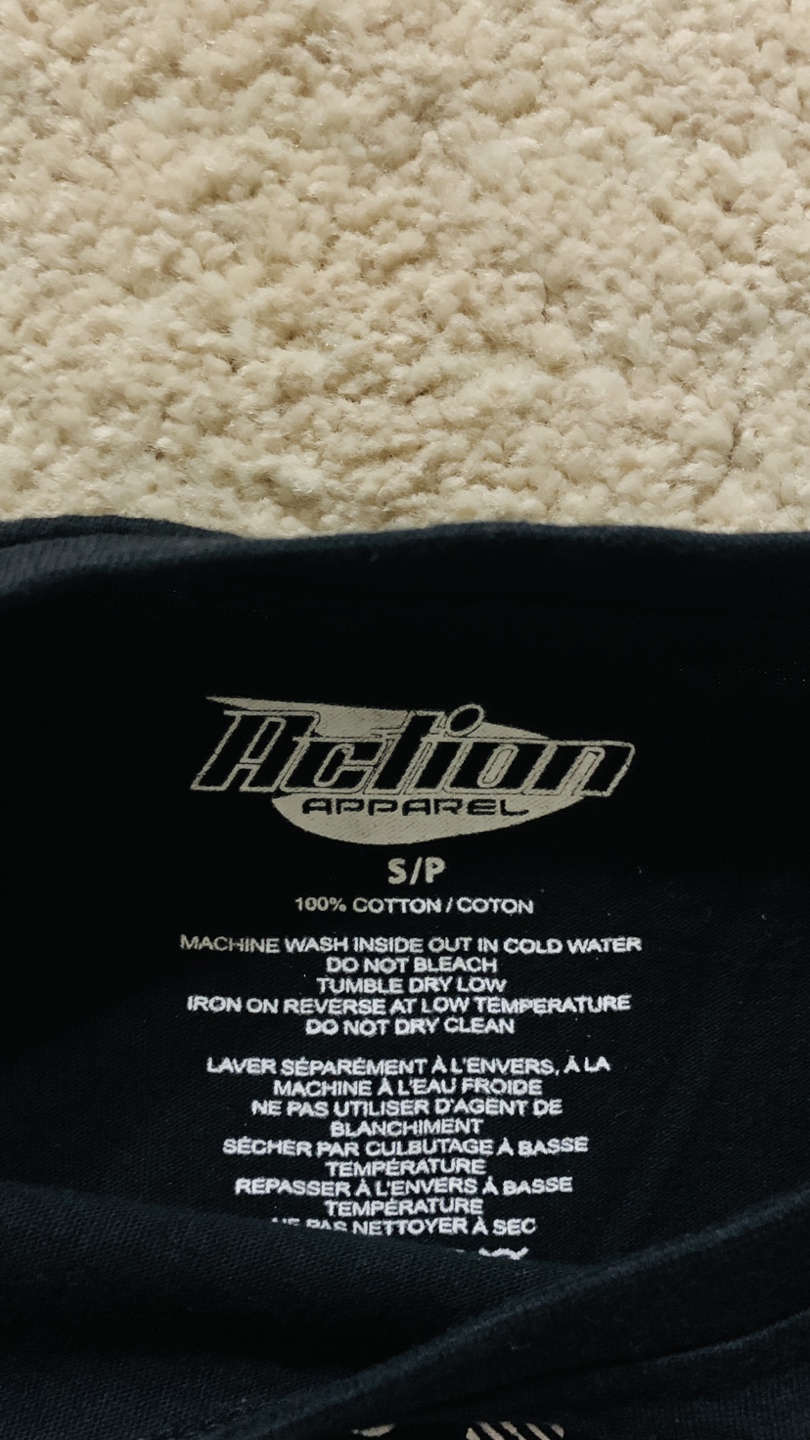 Action
APPAREL
S/P
100% COTTON / COTON
MACHINE WASH INSIDE OUT IN COLD WATER
DO NOT BLEACH
TUMBLE DRY LOW
IRON ON REVERSE AT LOW TEMPERATURE
DO NOT DRY CLEAN
LAVER SÉPARÉMENT À L'ENVERS, À LA
MACHINE À L'EAU FROIDE
NE PAS UTILISER D'AGENT DE
BLANCHIMENT
SÉCHER PAR CULBUTAGE À BASSE
TEMPÉRATURE
REPASSER À L'ENVERS À BASSE
TEMPÉRATURE
NE PAS NETTOYER À SEC